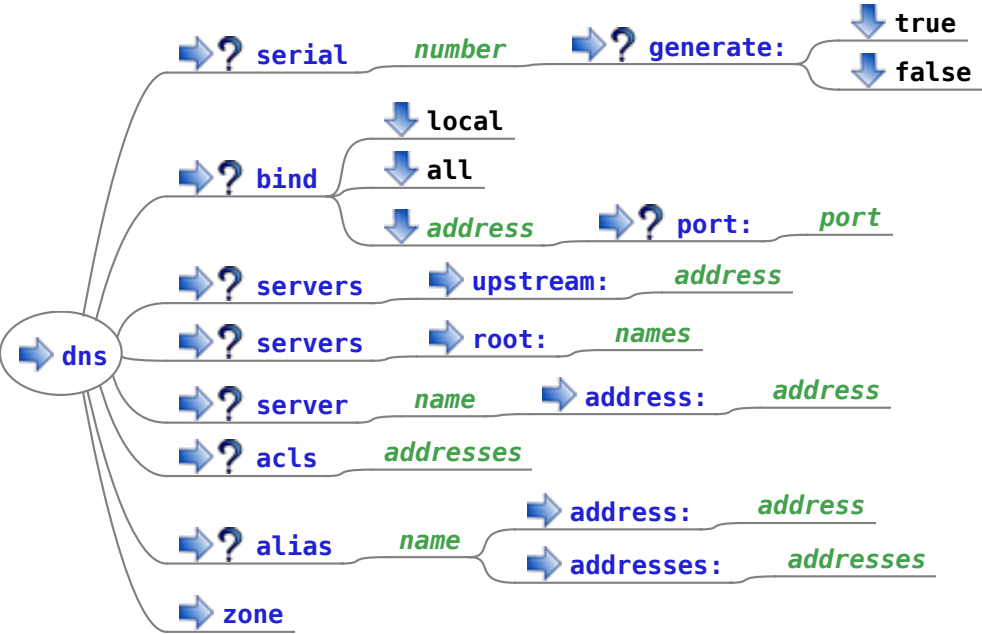 serial number generate: true
false
local
bind all
address port: port
servers upstream: address
dns servers root: names
server name address: address
acls addresses
alias name address: address
addresses: addresses
zone